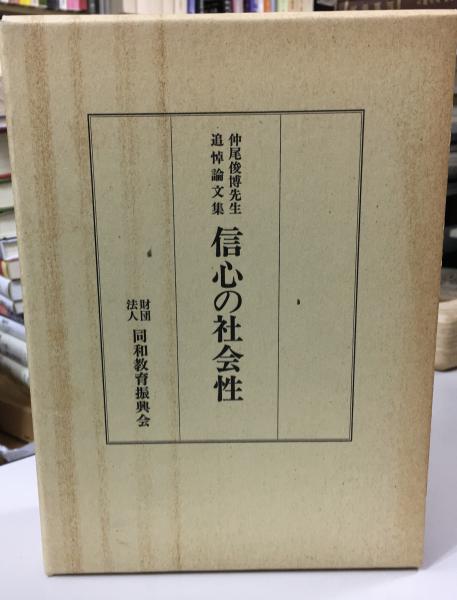 仲尾俊博先生
追悼論文集
信心の社会性
財団
法人
同和教育振興会